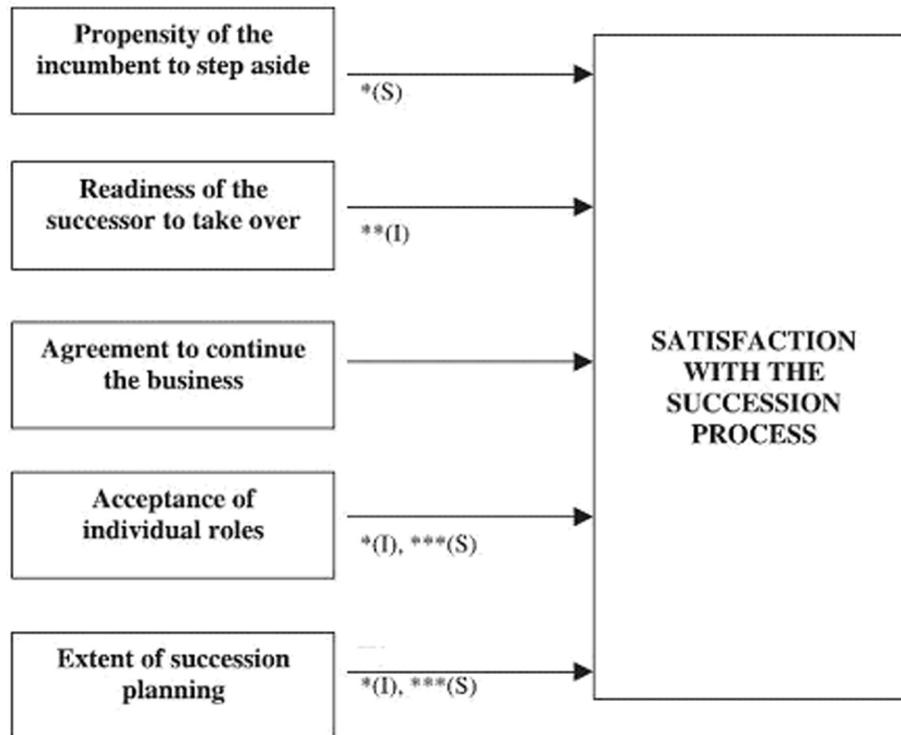 Propensity of the
incumbent to step aside
*(S)
Readiness of the
successor to take over
**(I)
Agreement to continue
the business
Acceptance of
individual roles
*(I), ***(S)
Extent of succession
planning
*(I), ***(S)
SATISFACTION
WITH THE
SUCCESSION
PROCESS